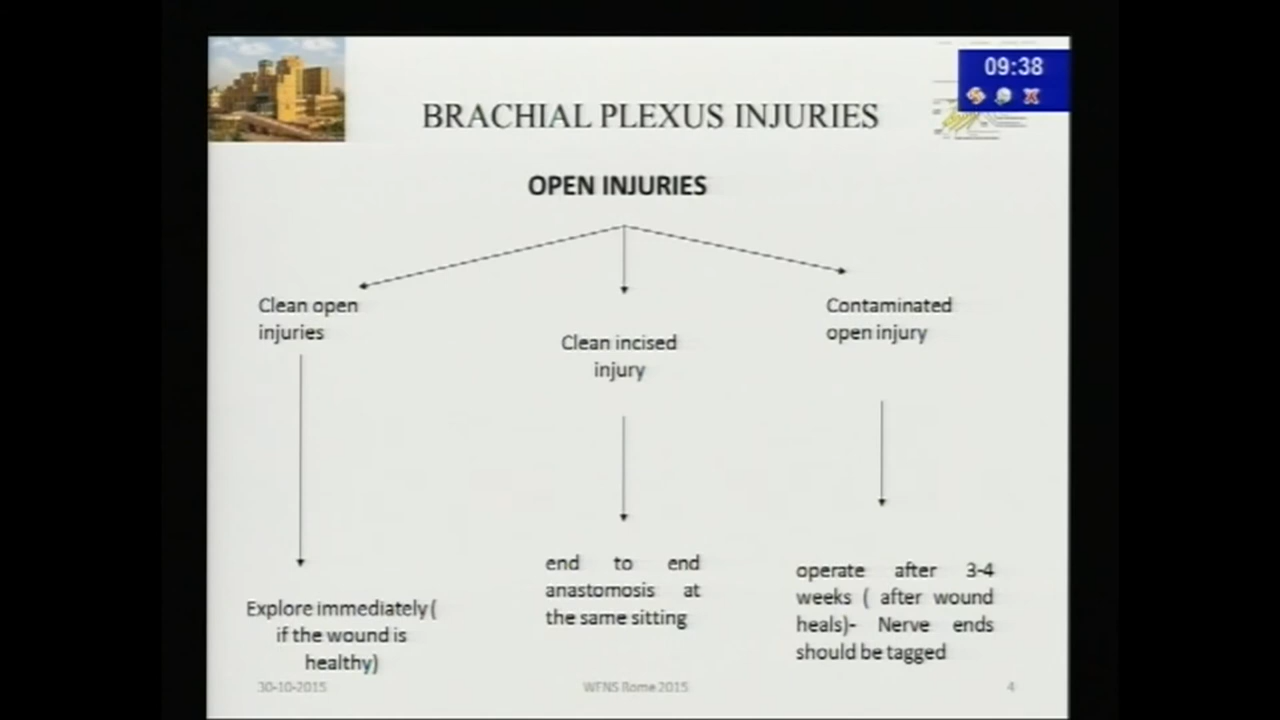 09:38
BRACHIAL PLEXUS INJURIES
OPEN INJURIES
Clean open
injuries
Clean incised
injury
Contaminated
open injury
Explore immediately (
if the wound is
healthy)
end to end
anastomosis at
the same sitting
operate after 3-4
weeks ( after wound
heals)- Nerve ends
should be tagged
30-10-2015
WFNS Rome 2015
4